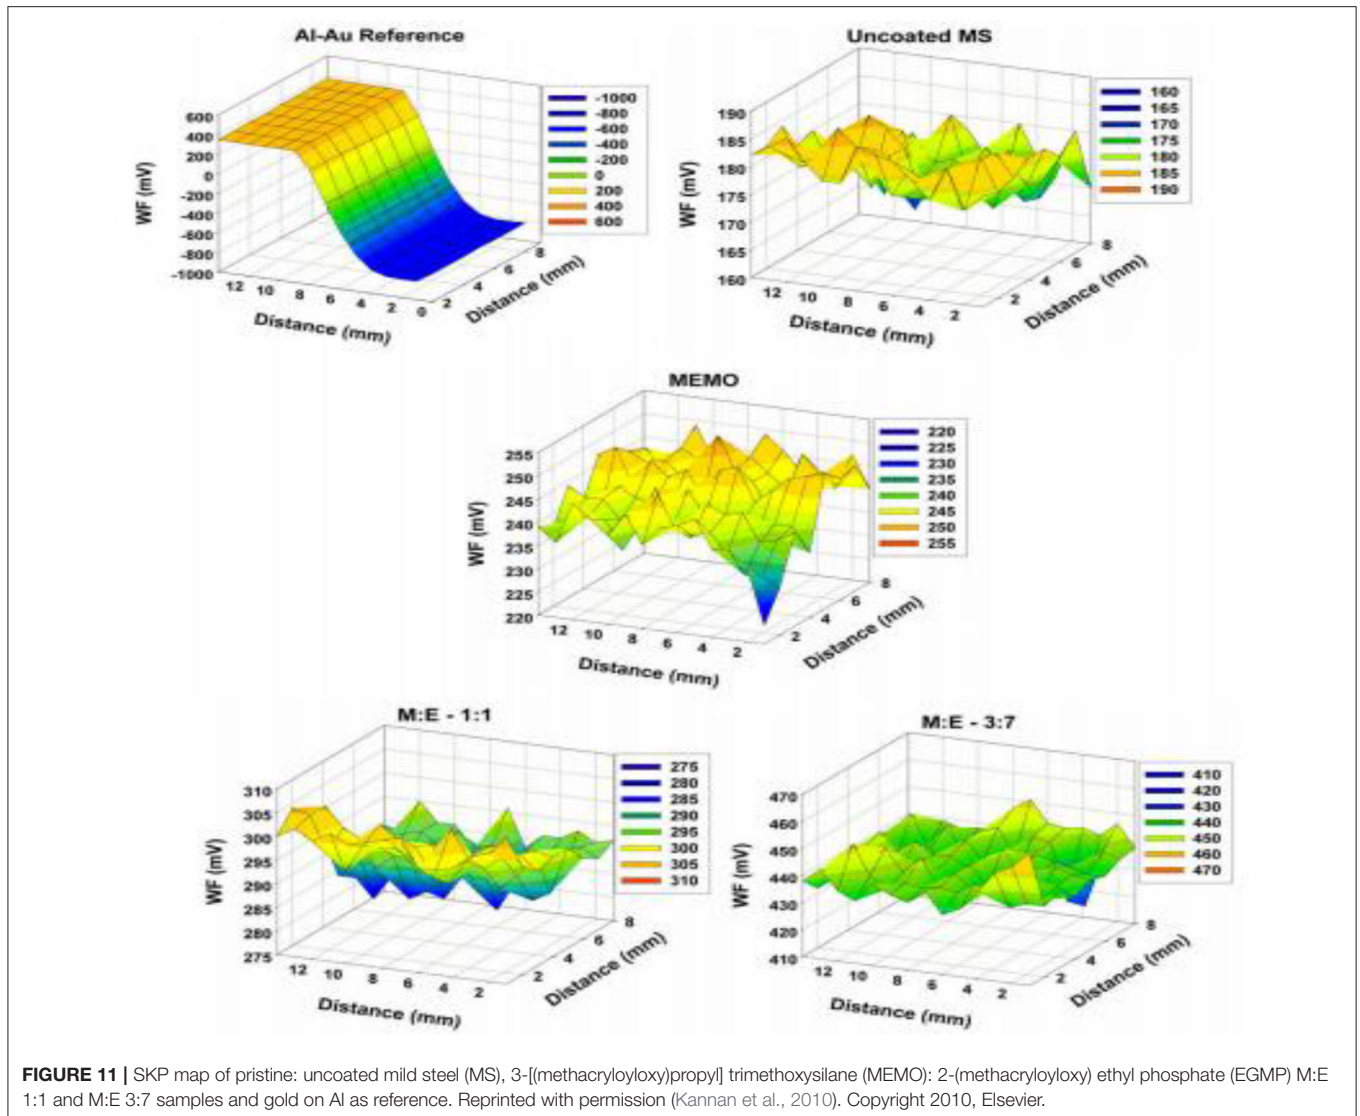 Al-Au Reference
600
400
200
0
-200
-400
-600
-800
-1000
WF (mV)
12 10 8 6 4 2 0
Distance (mm)
2 4 6 8
Distance (mm)
-1000
-800
-600
-400
-200
0
200
400
600
Uncoated MS
190
185
180
175
170
165
160
WF (mV)
12 10 8 6 4 2
Distance (mm)
2 4 6 8
Distance (mm)
160
165
170
175
180
185
190
MEMO
255
250
245
240
235
230
225
220
WF (mV)
12 10 8 6 4 2
Distance (mm)
2 4 6 8
Distance (mm)
220
225
230
235
240
245
250
255
M:E - 1:1
310
305
300
295
290
285
280
275
WF (mV)
12 10 8 6 4 2
Distance (mm)
2 4 6 8
Distance (mm)
275
280
285
290
295
300
305
310
M:E - 3:7
470
460
450
440
430
420
410
WF (mV)
12 10 8 6 4 2
Distance (mm)
2 4 6 8
Distance (mm)
410
420
430
440
450
460
470
FIGURE 11 | SKP map of pristine: uncoated mild steel (MS), 3-[(methacryloyloxy)propyl] trimethoxysilane (MEMO): 2-(methacryloyloxy) ethyl phosphate (EGMP) M:E
1:1 and M:E 3:7 samples and gold on Al as reference. Reprinted with permission (Kannan et al., 2010). Copyright 2010, Elsevier.